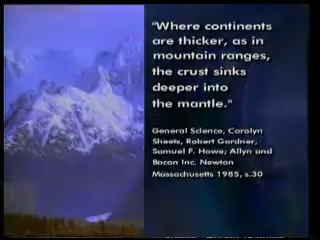 "Where continents
are thicker, as in
mountain ranges,
the crust sinks
deeper into
the mantle."
General Science, Carolyn
Sheets, Robert Gardner,
Samuel F. Howe; Allyn and
Bacon Inc. Newton
Massachusetts 1985, s.30